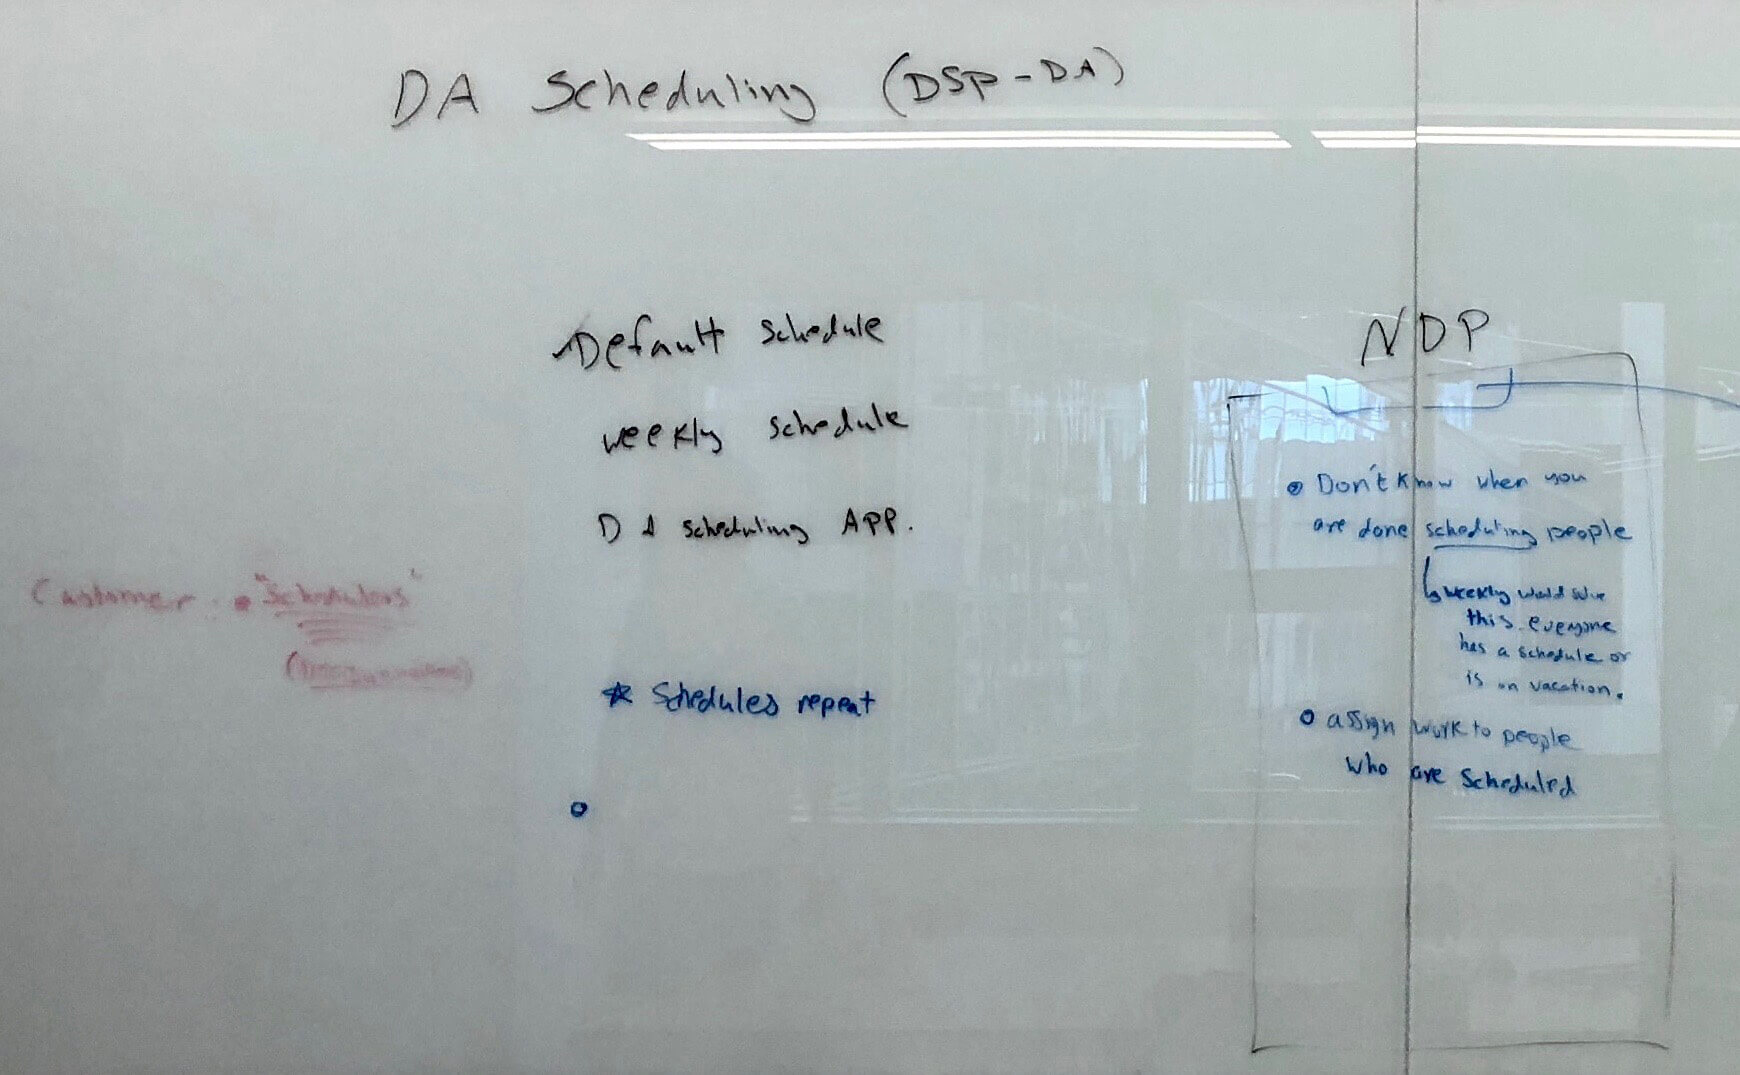 DA Scheduling (DSP-DA)
Default schedule
weekly schedule
DA scheduling APP.
Customer : • "Schedulers"
* Schedules repeat
NDP
• Don't know when you
are done scheduling people
weekly would solve
this. everyone
has a schedule or
is on vacation.
• assign work to people
who are scheduled